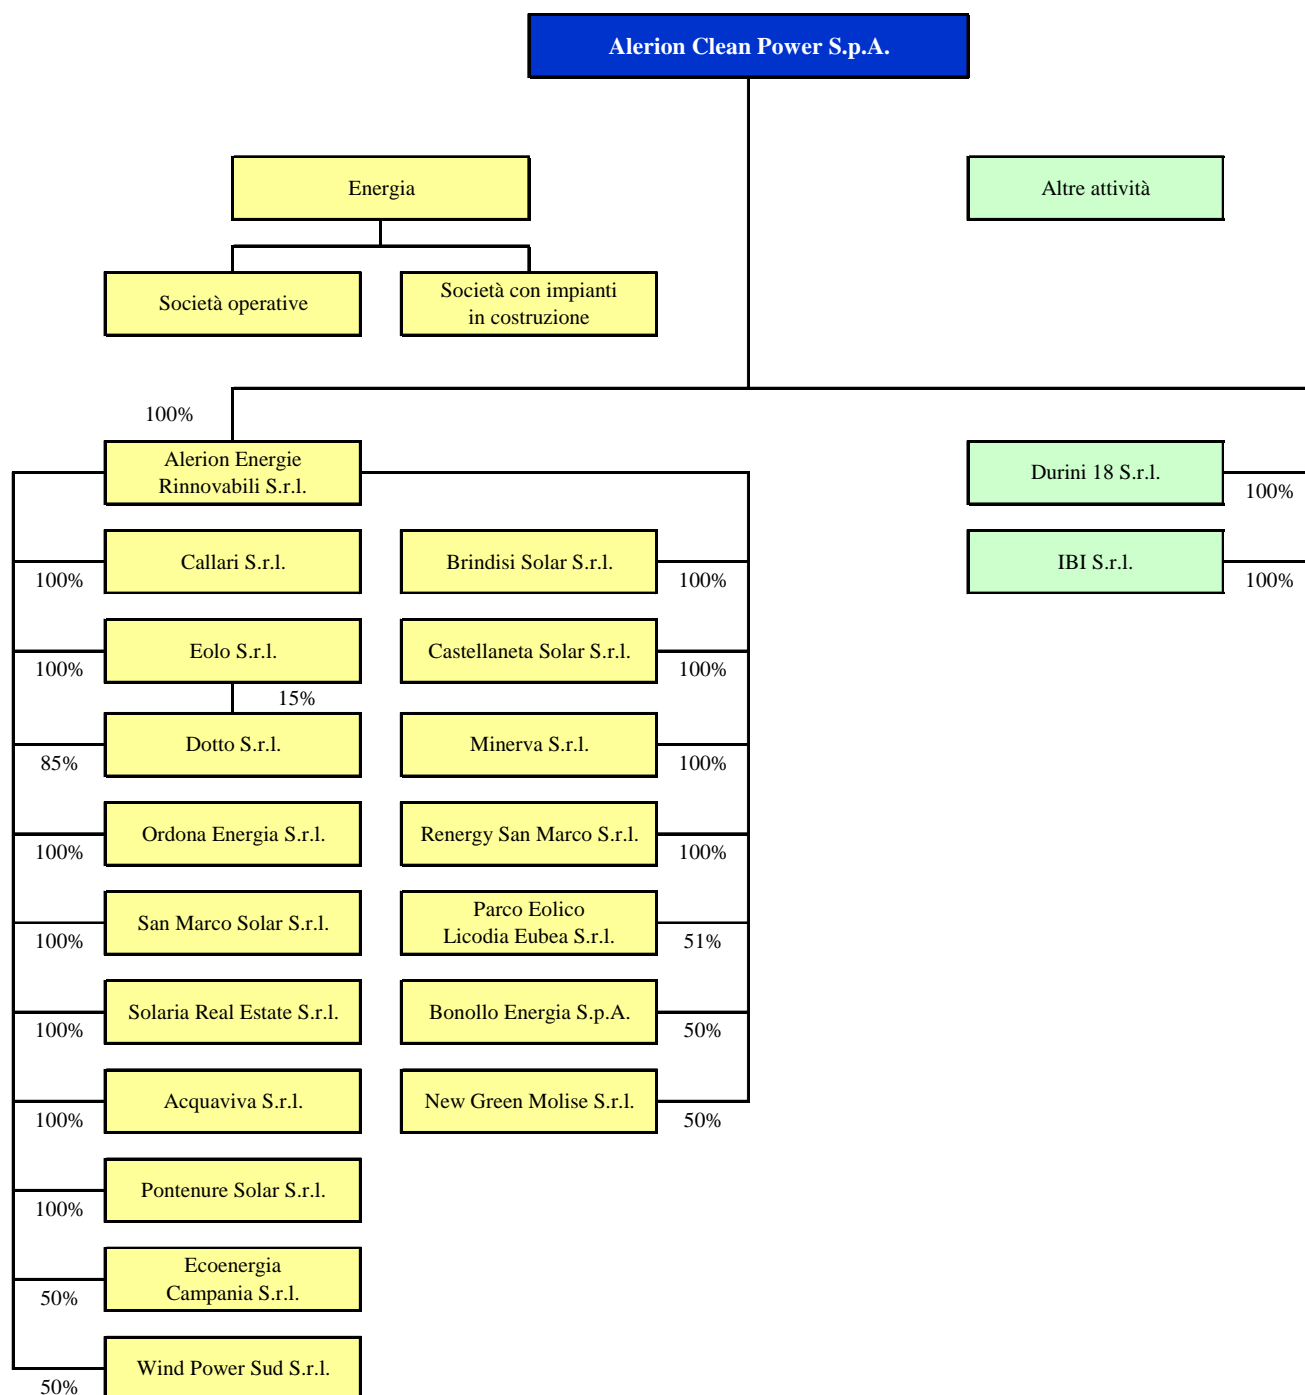 Alerion Clean Power S.p.A.
Energia
Altre attività
Società operative
Società con impianti
in costruzione
100%
Alerion Energie
Rinnovabili S.r.l.
Durini 18 S.r.l.
100%
Callari S.r.l.
100%
Brindisi Solar S.r.l.
100%
IBI S.r.l.
100%
Eolo S.r.l.
100%
Castellaneta Solar S.r.l.
100%
15%
Dotto S.r.l.
85%
Minerva S.r.l.
100%
Ordona Energia S.r.l.
100%
Renergy San Marco S.r.l.
100%
San Marco Solar S.r.l.
100%
Parco Eolico
Licodia Eubea S.r.l.
51%
Solaria Real Estate S.r.l.
100%
Bonollo Energia S.p.A.
50%
Acquaviva S.r.l.
100%
New Green Molise S.r.l.
50%
Pontenure Solar S.r.l.
100%
Ecoenergia
Campania S.r.l.
50%
Wind Power Sud S.r.l.
50%